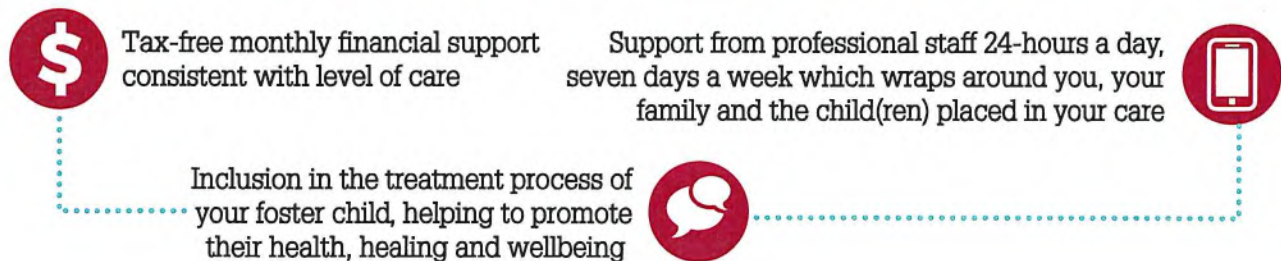 $
Tax-free monthly financial support
consistent with level of care
Support from professional staff 24-hours a day,
seven days a week which wraps around you, your
family and the child(ren) placed in your care
Inclusion in the treatment process of
your foster child, helping to promote
their health, healing and wellbeing